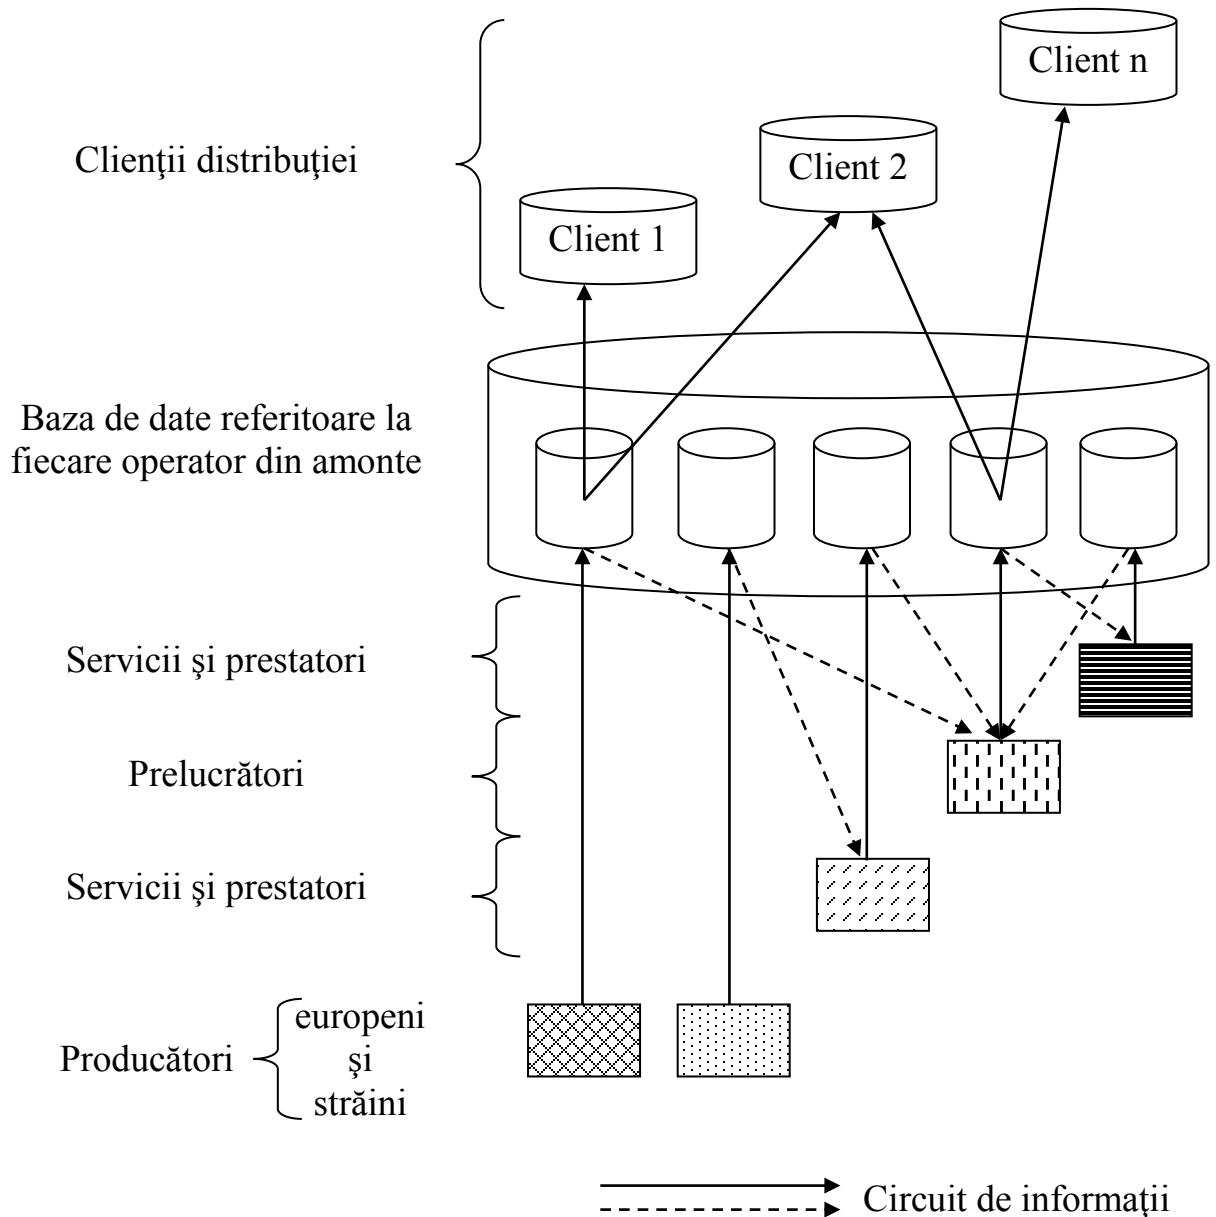 Client n
Client 2
Clienţii distribuţiei
Client 1
Baza de date referitoare la
fiecare operator din amonte
Servicii şi prestatori
Prelucrători
Servicii şi prestatori
Producători
europeni
şi
străini
Circuit de informaţii